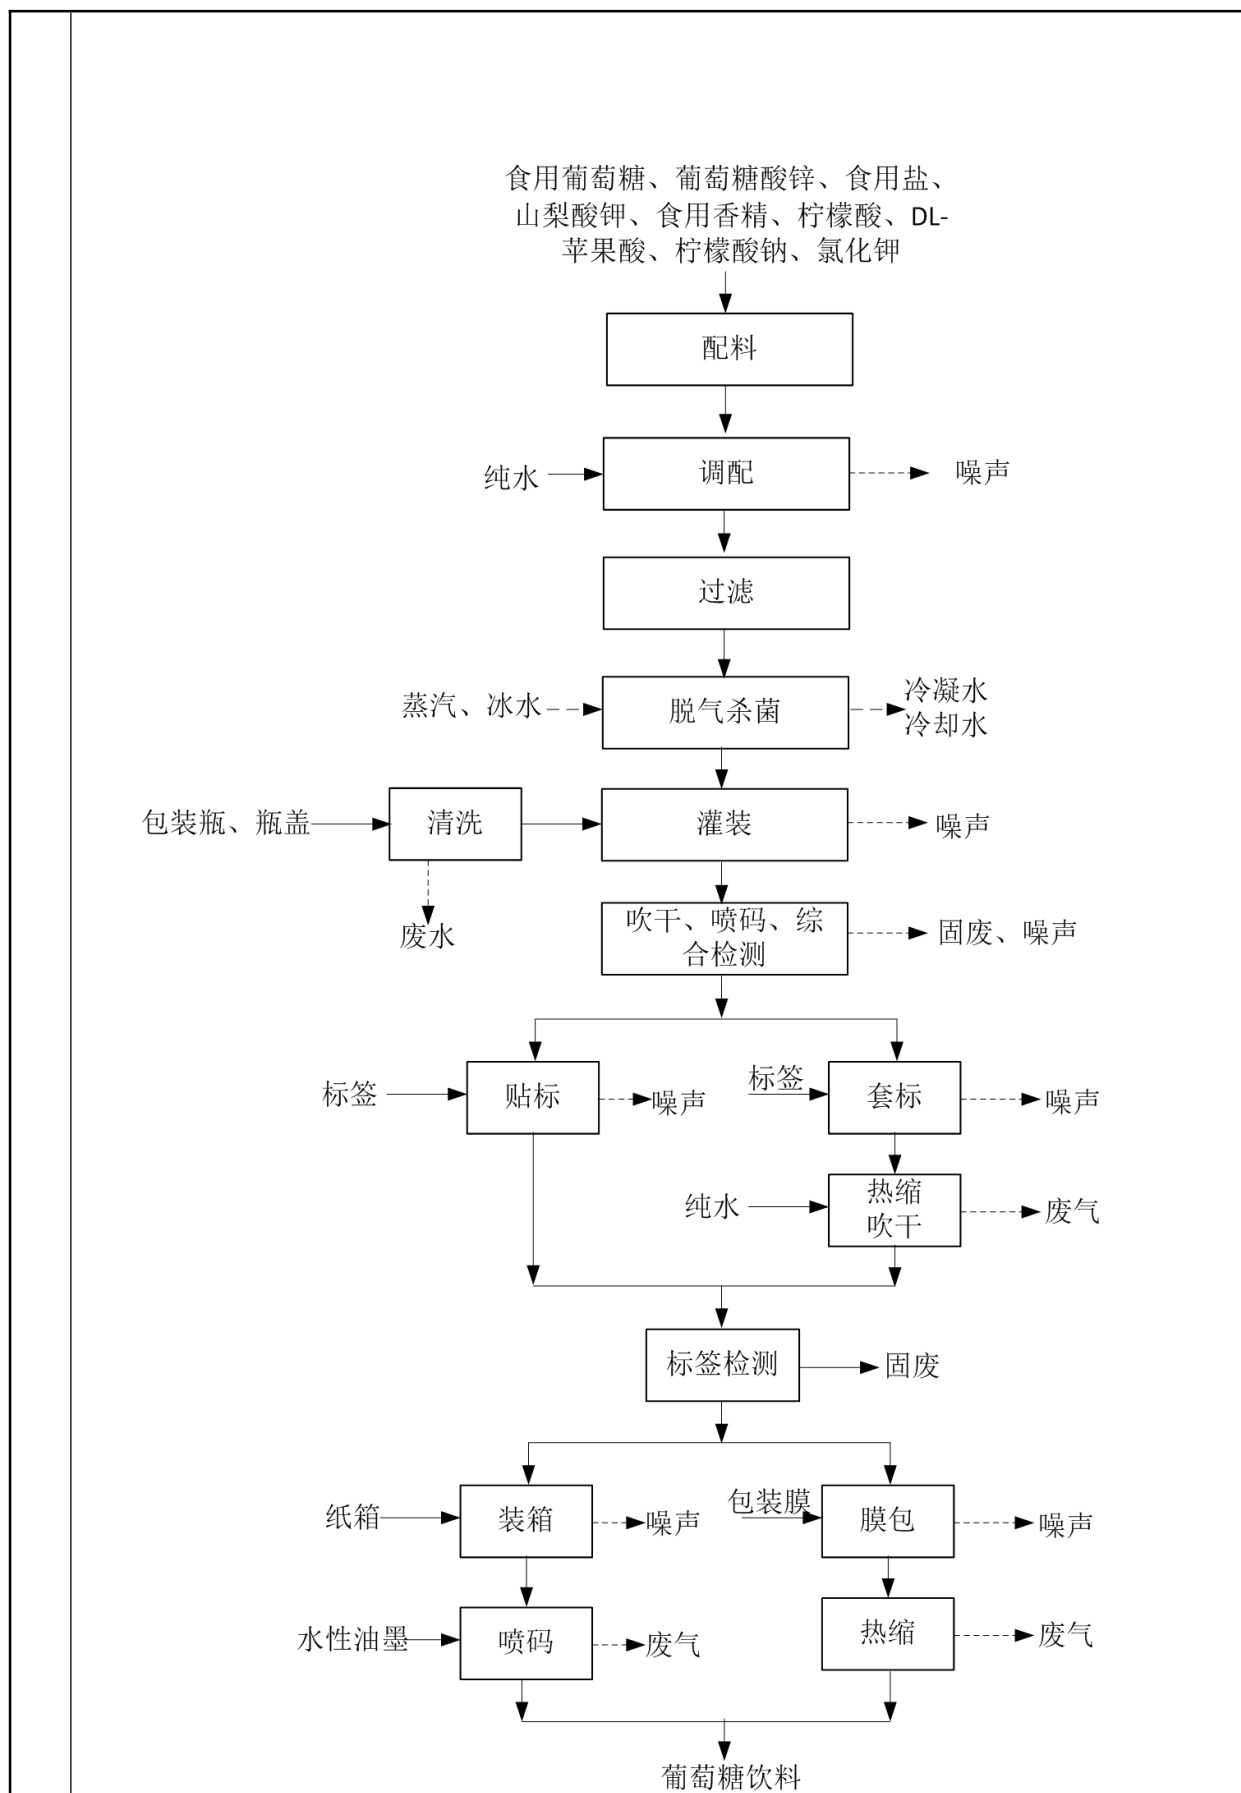 食用葡萄糖、葡萄糖酸锌、食用盐、
山梨酸钾、食用香精、柠檬酸、DL-
苹果酸、柠檬酸钠、氯化钾
配料
纯水
调配
噪声
过滤
蒸汽、冰水
脱气杀菌
冷凝水
冷却水
包装瓶、瓶盖
清洗
灌装
噪声
废水
吹干、喷码、综
合检测
固废、噪声
标签
贴标
噪声
标签
套标
噪声
纯水
热缩
吹干
废气
标签检测
固废
纸箱
装箱
噪声
包装膜
膜包
噪声
水性油墨
喷码
废气
热缩
废气
葡萄糖饮料